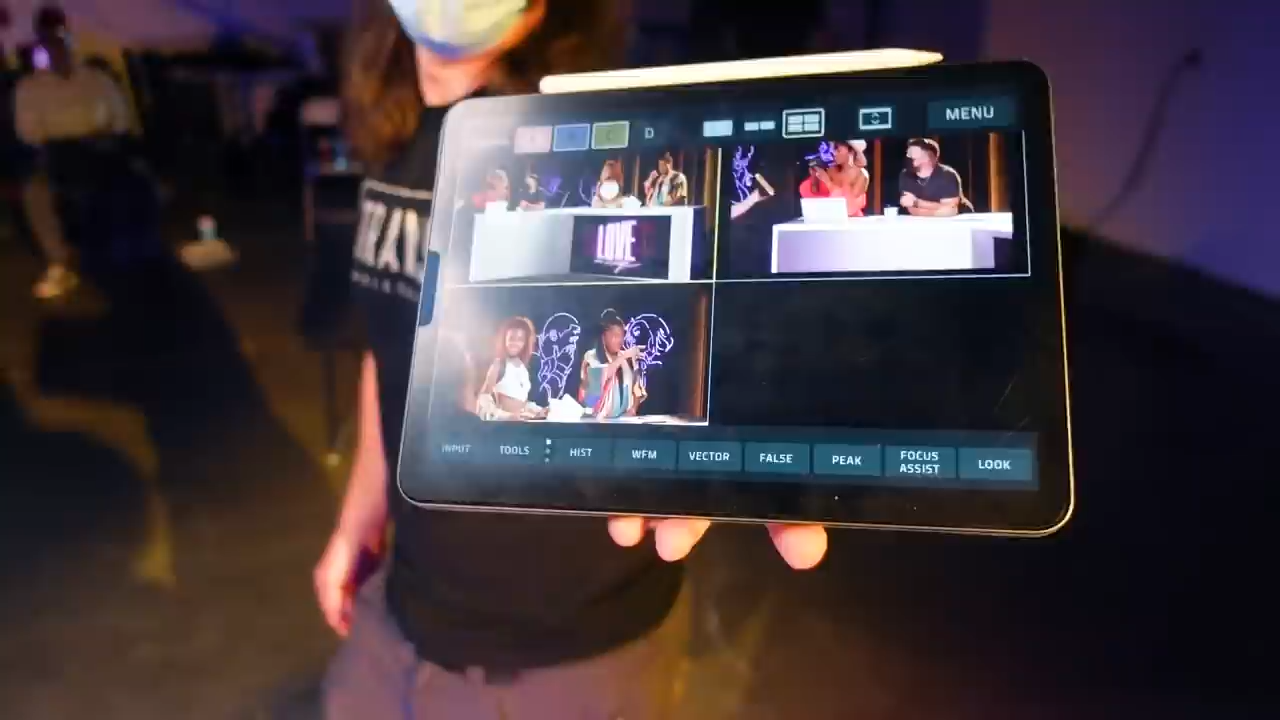 D
MENU
LOVE
INPUT
TOOLS
HIST
WFM
VECTOR
FALSE
PEAK
FOCUS
ASSIST
LOOK